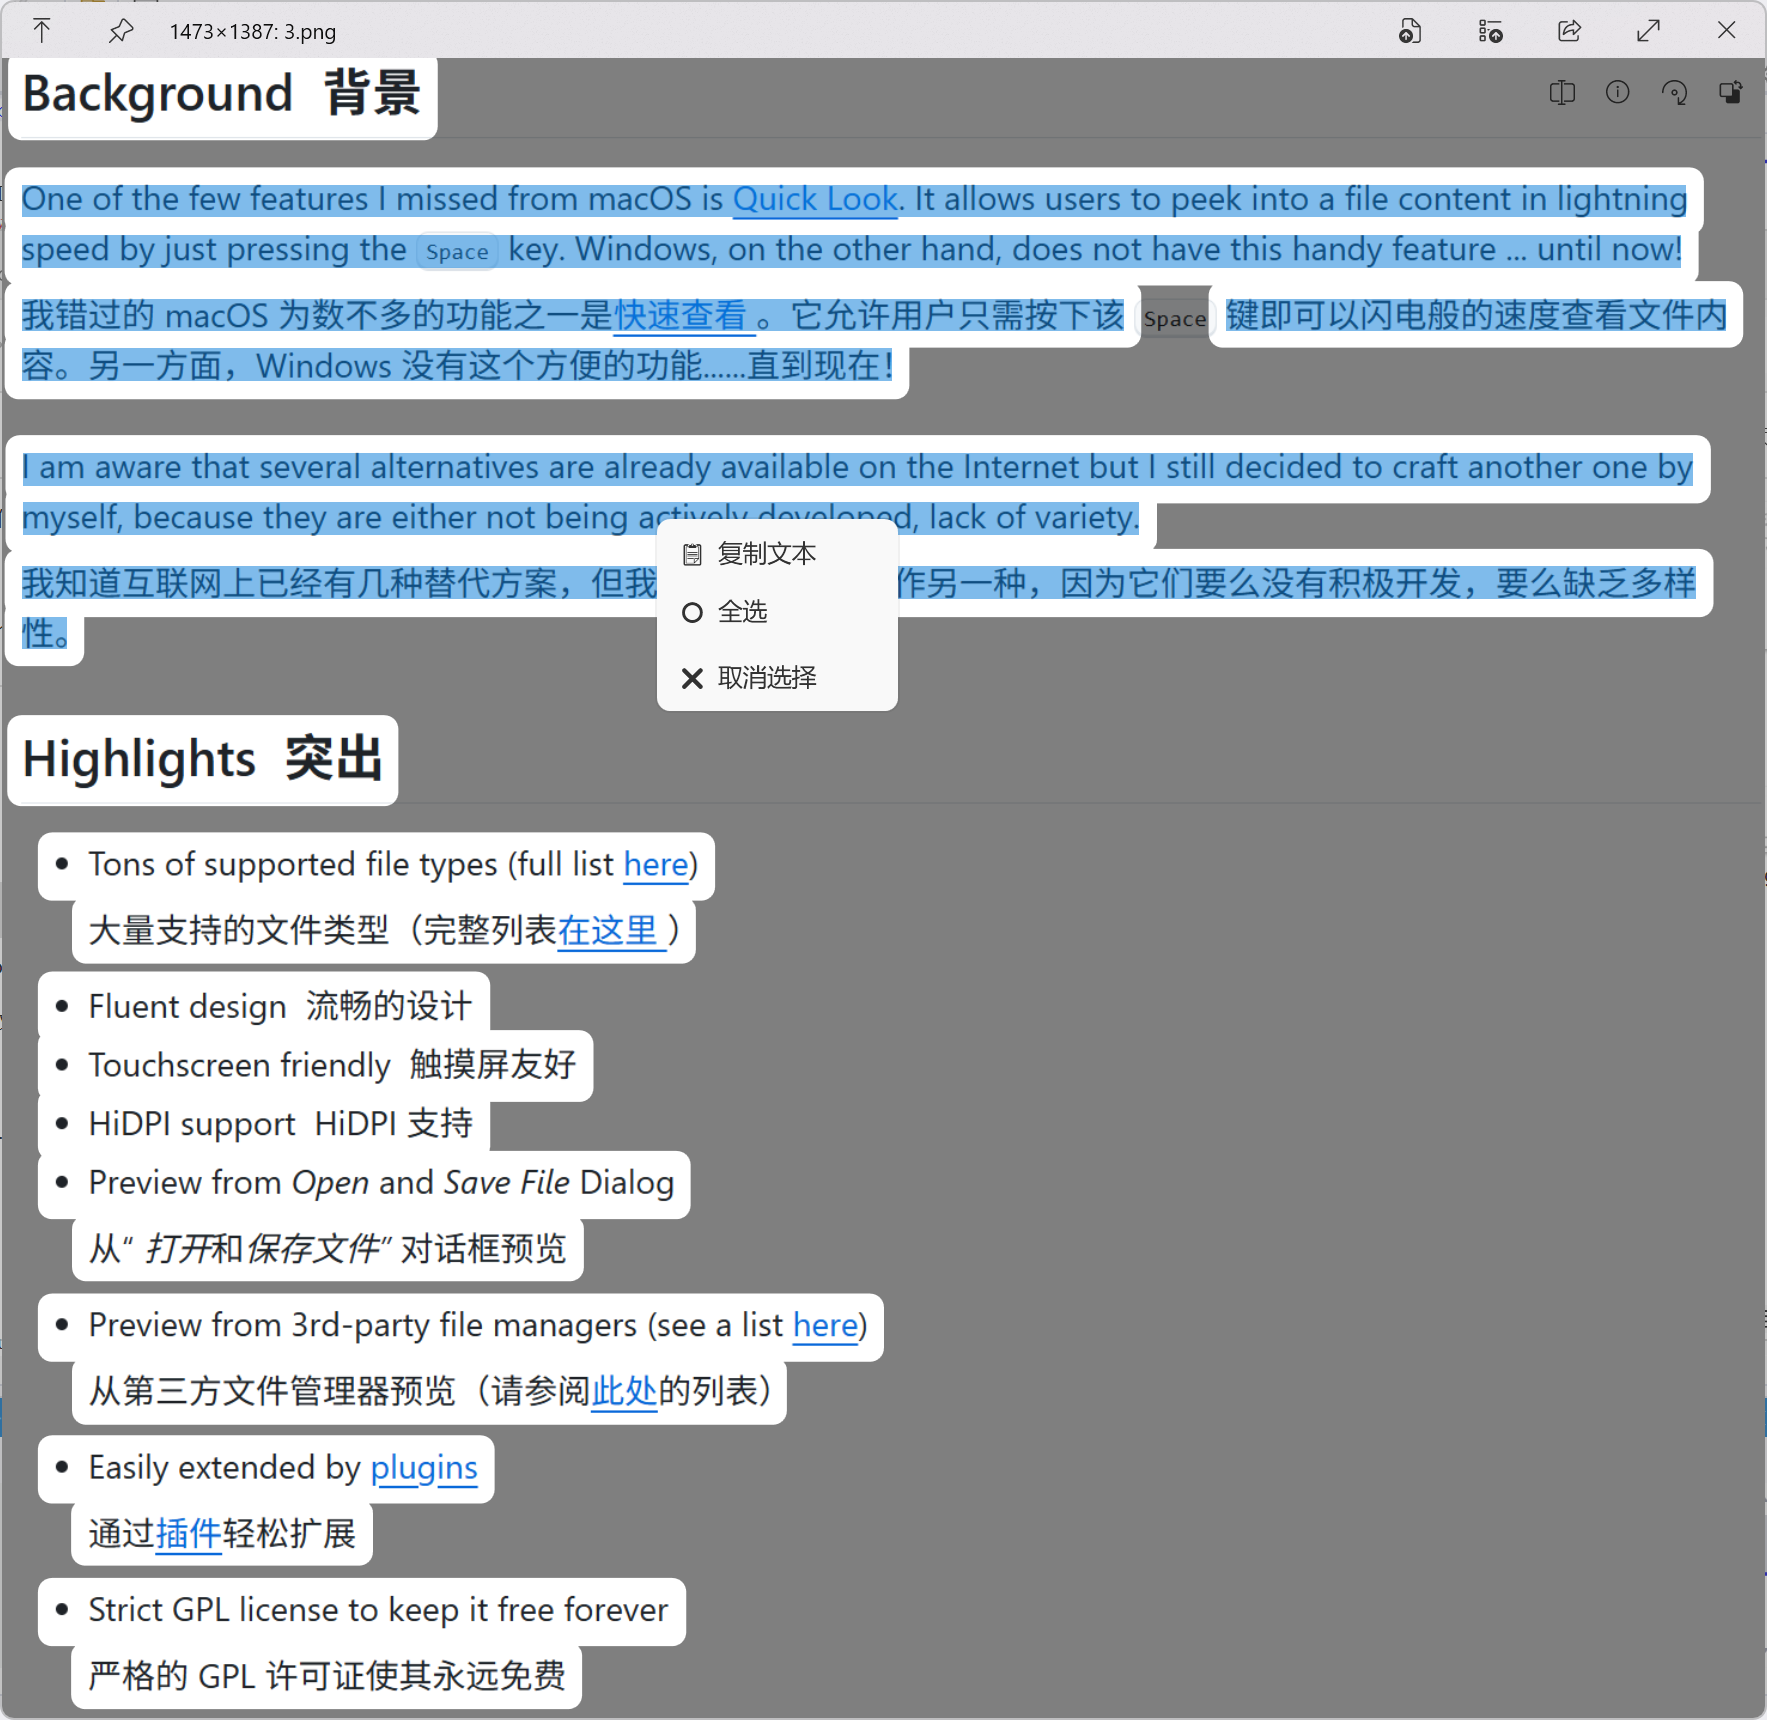 1473×1387: 3.png
Background 背景
One of the few features I missed from macOS is Quick Look. It allows users to peek into a file content in lightning
speed by just pressing the Space key. Windows, on the other hand, does not have this handy feature ... until now!
我错过的 macOS 为数不多的功能之一是快速查看 。它允许用户只需按下该 Space 键即可以闪电般的速度查看文件内
容。另一方面，Windows 没有这个方便的功能......直到现在！
I am aware that several alternatives are already available on the Internet but I still decided to craft another one by
myself, because they are either not being actively developed, lack of variety.
我知道互联网上已经有几种替代方案，但我 作另一种，因为它们要么没有积极开发，要么缺乏多样
性。
复制文本
全选
取消选择
Highlights 突出
• Tons of supported file types (full list here)
大量支持的文件类型（完整列表在这里 ）
• Fluent design 流畅的设计
• Touchscreen friendly 触摸屏友好
• HiDPI support HiDPI 支持
• Preview from Open and Save File Dialog
从“ 打开和保存文件” 对话框预览
• Preview from 3rd-party file managers (see a list here)
从第三方文件管理器预览（请参阅此处的列表）
• Easily extended by plugins
通过插件轻松扩展
• Strict GPL license to keep it free forever
严格的 GPL 许可证使其永远免费